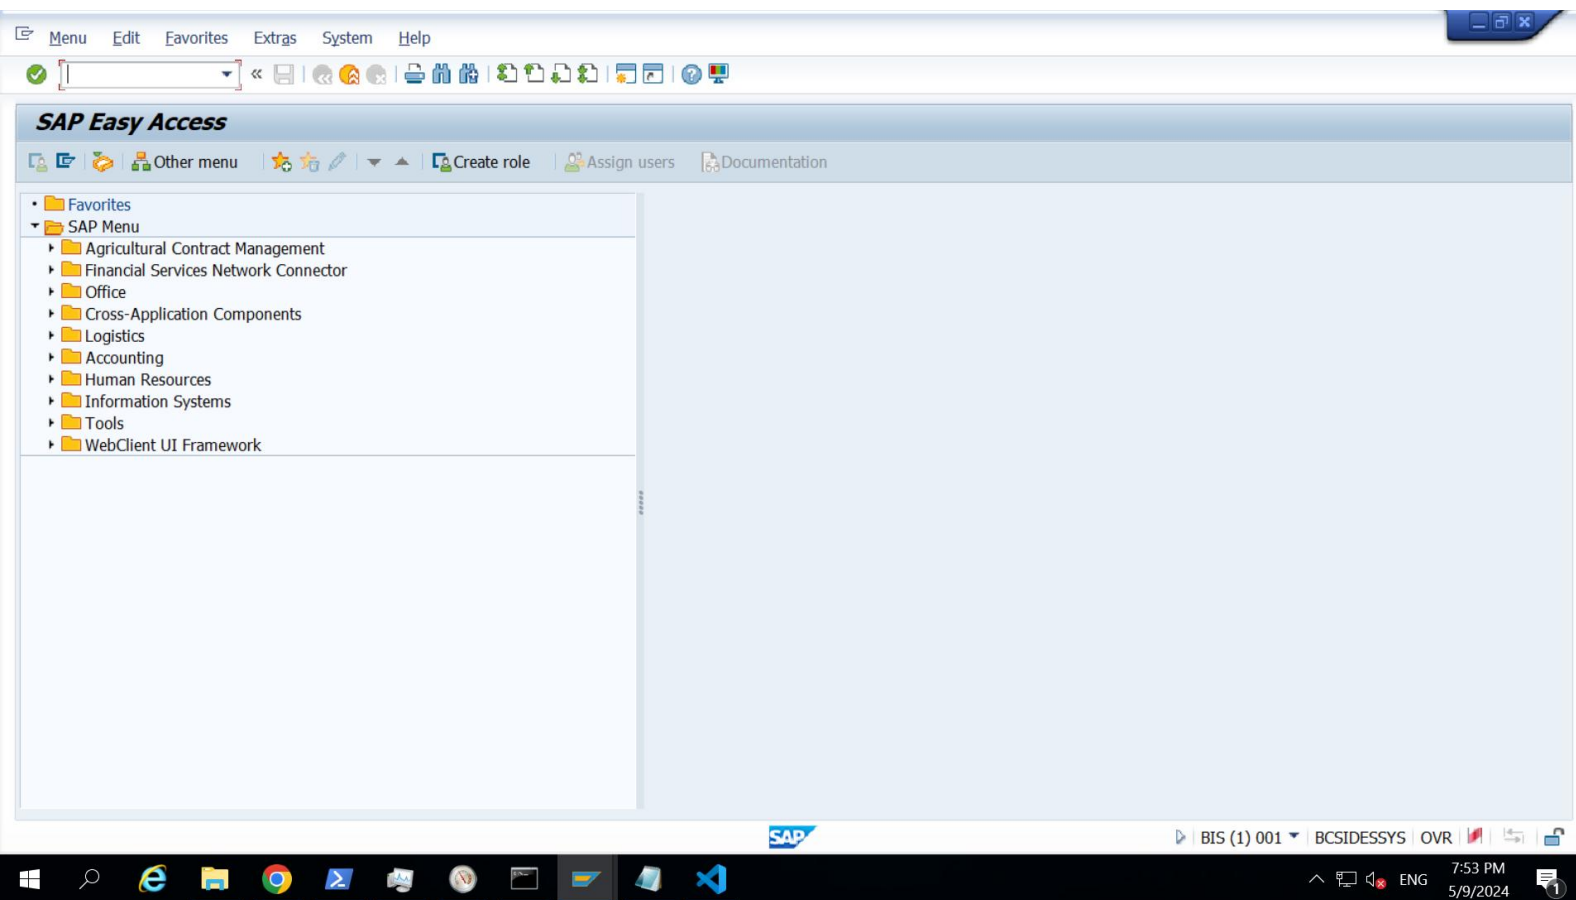 Menu Edit Favorites Extras System Help
SAP Easy Access
Other menu Create role Assign users Documentation
Favorites
SAP Menu
Agricultural Contract Management
Financial Services Network Connector
Office
Cross-Application Components
Logistics
Accounting
Human Resources
Information Systems
Tools
WebClient UI Framework
SAP
BIS (1) 001 BCSIDESSYS OVR
ENG
7:53 PM
5/9/2024
1